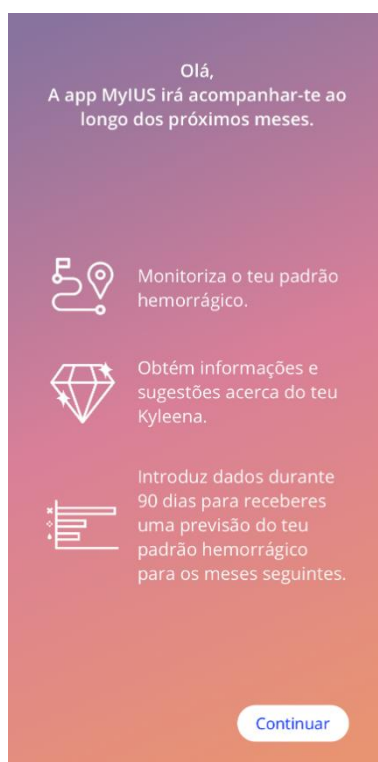 Olá,
A app MyIUS irá acompanhar-te ao
longo dos próximos meses.
Monitoriza o teu padrão
hemorrágico.
Obtém informações e
sugestões acerca do teu
Kyleena.
Introduz dados durante
90 dias para receberes
uma previsão do teu
padrão hemorrágico
para os meses seguintes.
Continuar